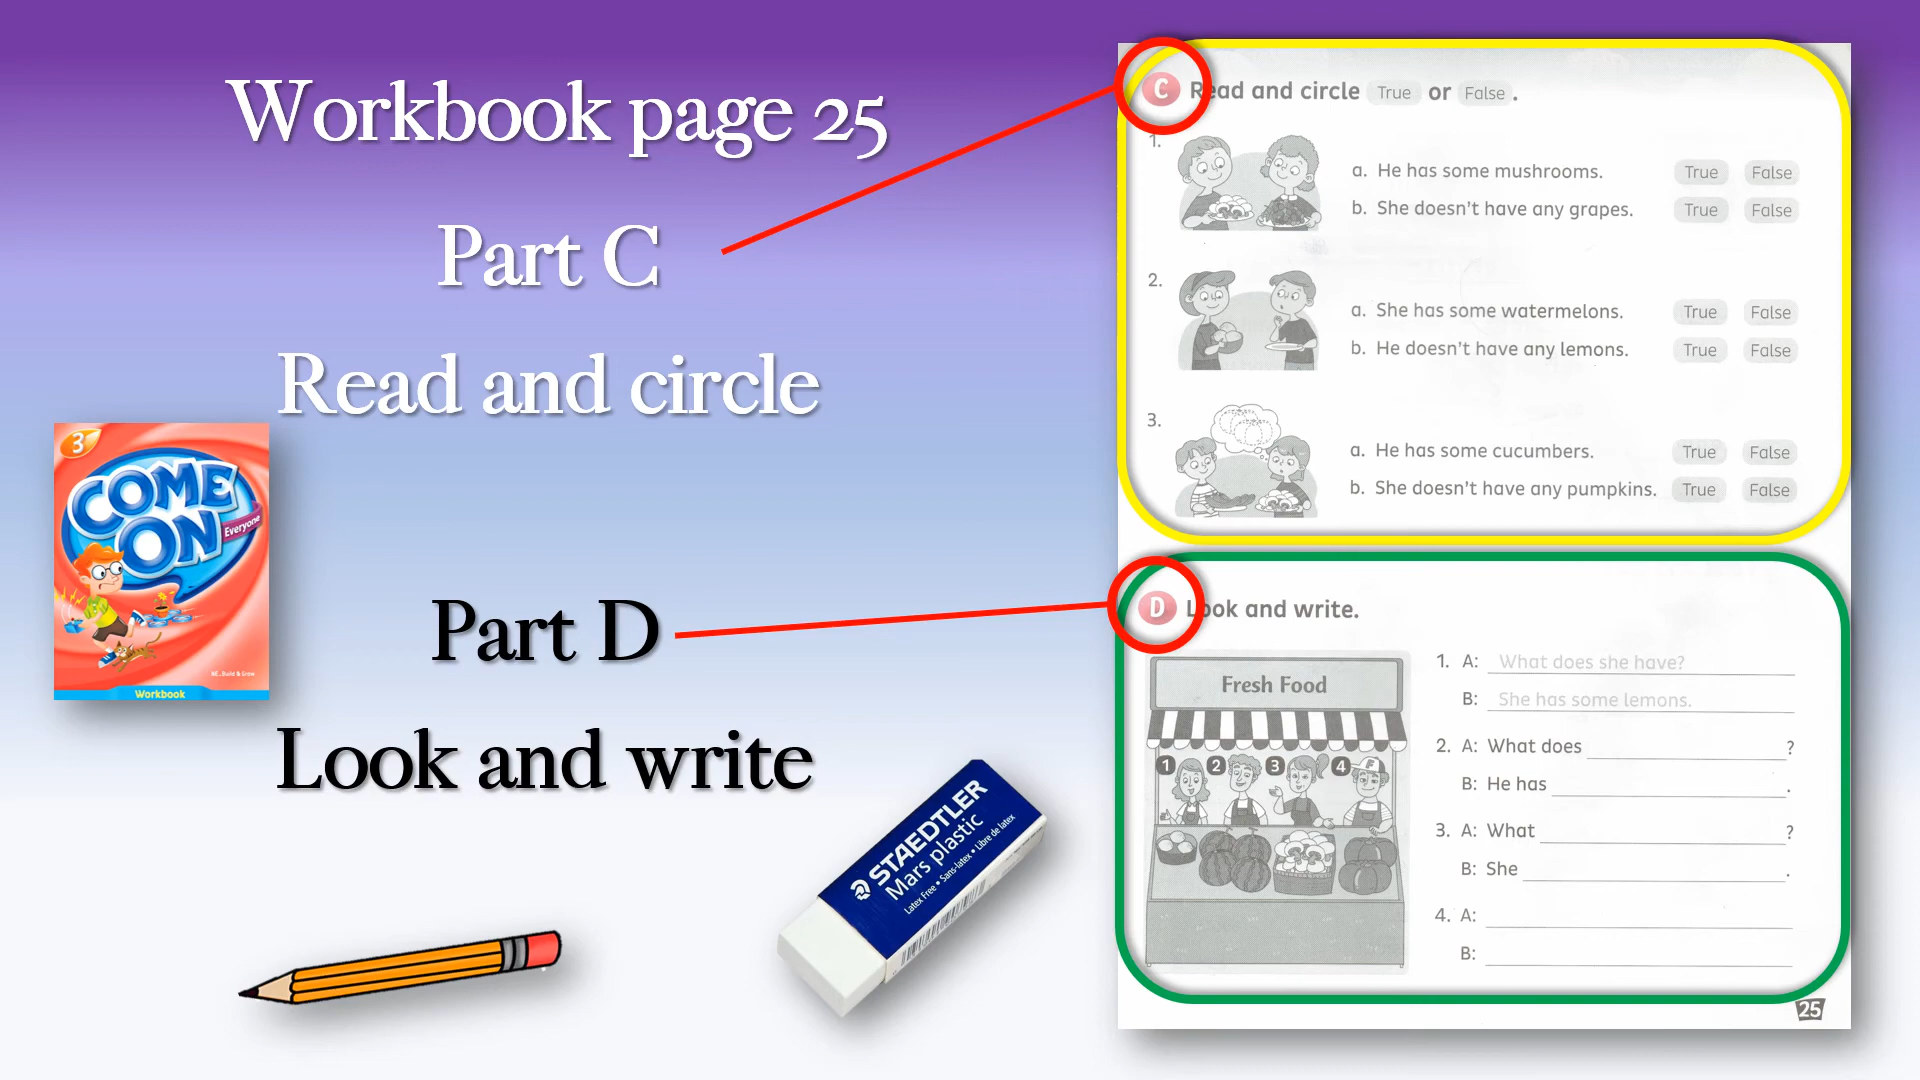 Workbook page 25
Part C
Read and circle
Part D
Look and write
3
COME
ON
Everyone
NE_Build & Grow
Workbook
STAEDTLER
Mars plastic
Latex Free • Sans-latex • Libre de latex
C Read and circle True or False.
1.
a. He has some mushrooms. True False
b. She doesn't have any grapes. True False
2.
a. She has some watermelons. True False
b. He doesn't have any lemons. True False
3.
a. He has some cucumbers. True False
b. She doesn't have any pumpkins. True False
D Look and write.
Fresh Food
1 2 3 4
F
1. A: What does she have?
B: She has some lemons.
2. A: What does ?
B: He has .
3. A: What ?
B: She .
4. A:
B:
25